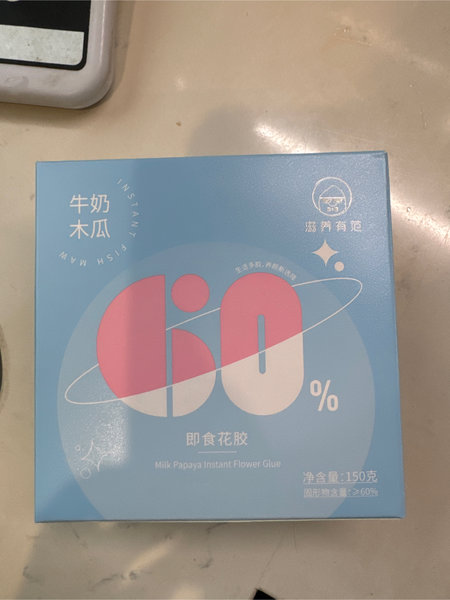 牛奶
木瓜
INSTANT FISH MAW
滋养有范
60%
即食花胶
Milk Papaya Instant Flower Glue
净含量:150克
固形物含量*≥60%